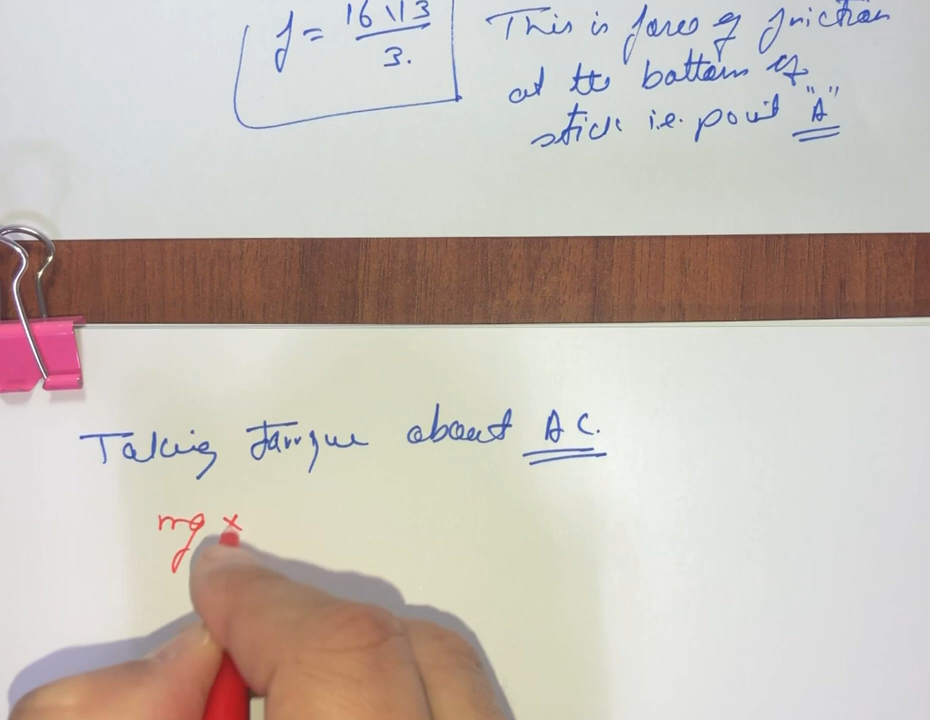 f = 16√3 / 3.
This is force of friction
at the bottom of
stick i.e. point "A"
Taking torque about AC.
mg x